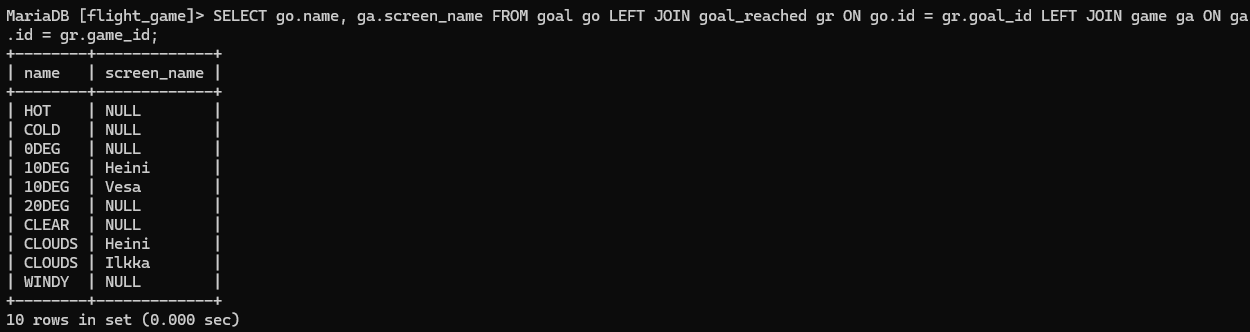 MariaDB [flight_game]> SELECT go.name, ga.screen_name FROM goal go LEFT JOIN goal_reached gr ON go.id = gr.goal_id LEFT JOIN game ga ON ga
.id = gr.game_id;
+--------+-------------+
| name   | screen_name |
+--------+-------------+
| HOT    | NULL        |
| COLD   | NULL        |
| 0DEG   | NULL        |
| 10DEG  | Heini       |
| 10DEG  | Vesa        |
| 20DEG  | NULL        |
| CLEAR  | NULL        |
| CLOUDS | Heini       |
| CLOUDS | Ilkka       |
| WINDY  | NULL        |
+--------+-------------+
10 rows in set (0.000 sec)